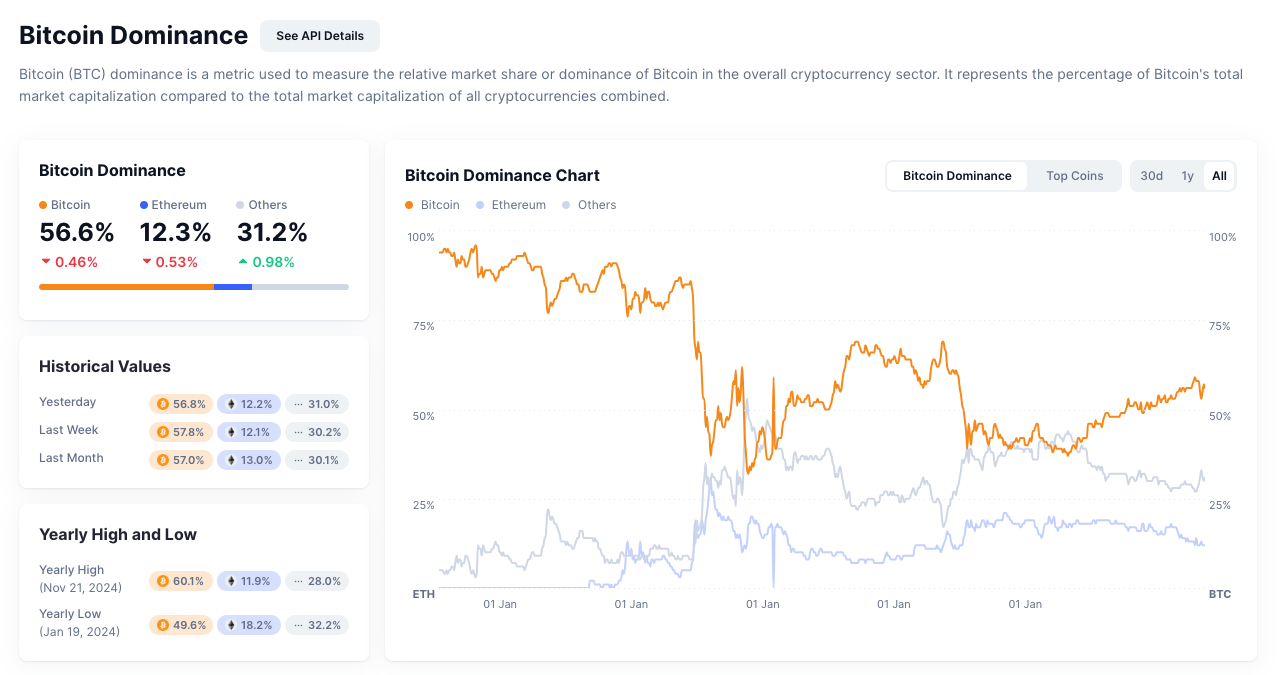 Bitcoin Dominance
See API Details
Bitcoin (BTC) dominance is a metric used to measure the relative market share or dominance of Bitcoin in the overall cryptocurrency sector. It represents the percentage of Bitcoin's total
market capitalization compared to the total market capitalization of all cryptocurrencies combined.
Bitcoin Dominance
Bitcoin Ethereum Others
56.6% 12.3% 31.2%
0.46% 0.53% 0.98%
Historical Values
Yesterday 56.8% 12.2% ··· 31.0%
Last Week 57.8% 12.1% ··· 30.2%
Last Month 57.0% 13.0% ··· 30.1%
Yearly High and Low
Yearly High
(Nov 21, 2024) 60.1% 11.9% ··· 28.0%
Yearly Low
(Jan 19, 2024) 49.6% 18.2% ··· 32.2%
Bitcoin Dominance Chart
Bitcoin Dominance Top Coins 30d 1y All
Bitcoin Ethereum Others
100% 100%
75% 75%
50% 50%
25% 25%
ETH BTC
01 Jan 01 Jan 01 Jan 01 Jan 01 Jan